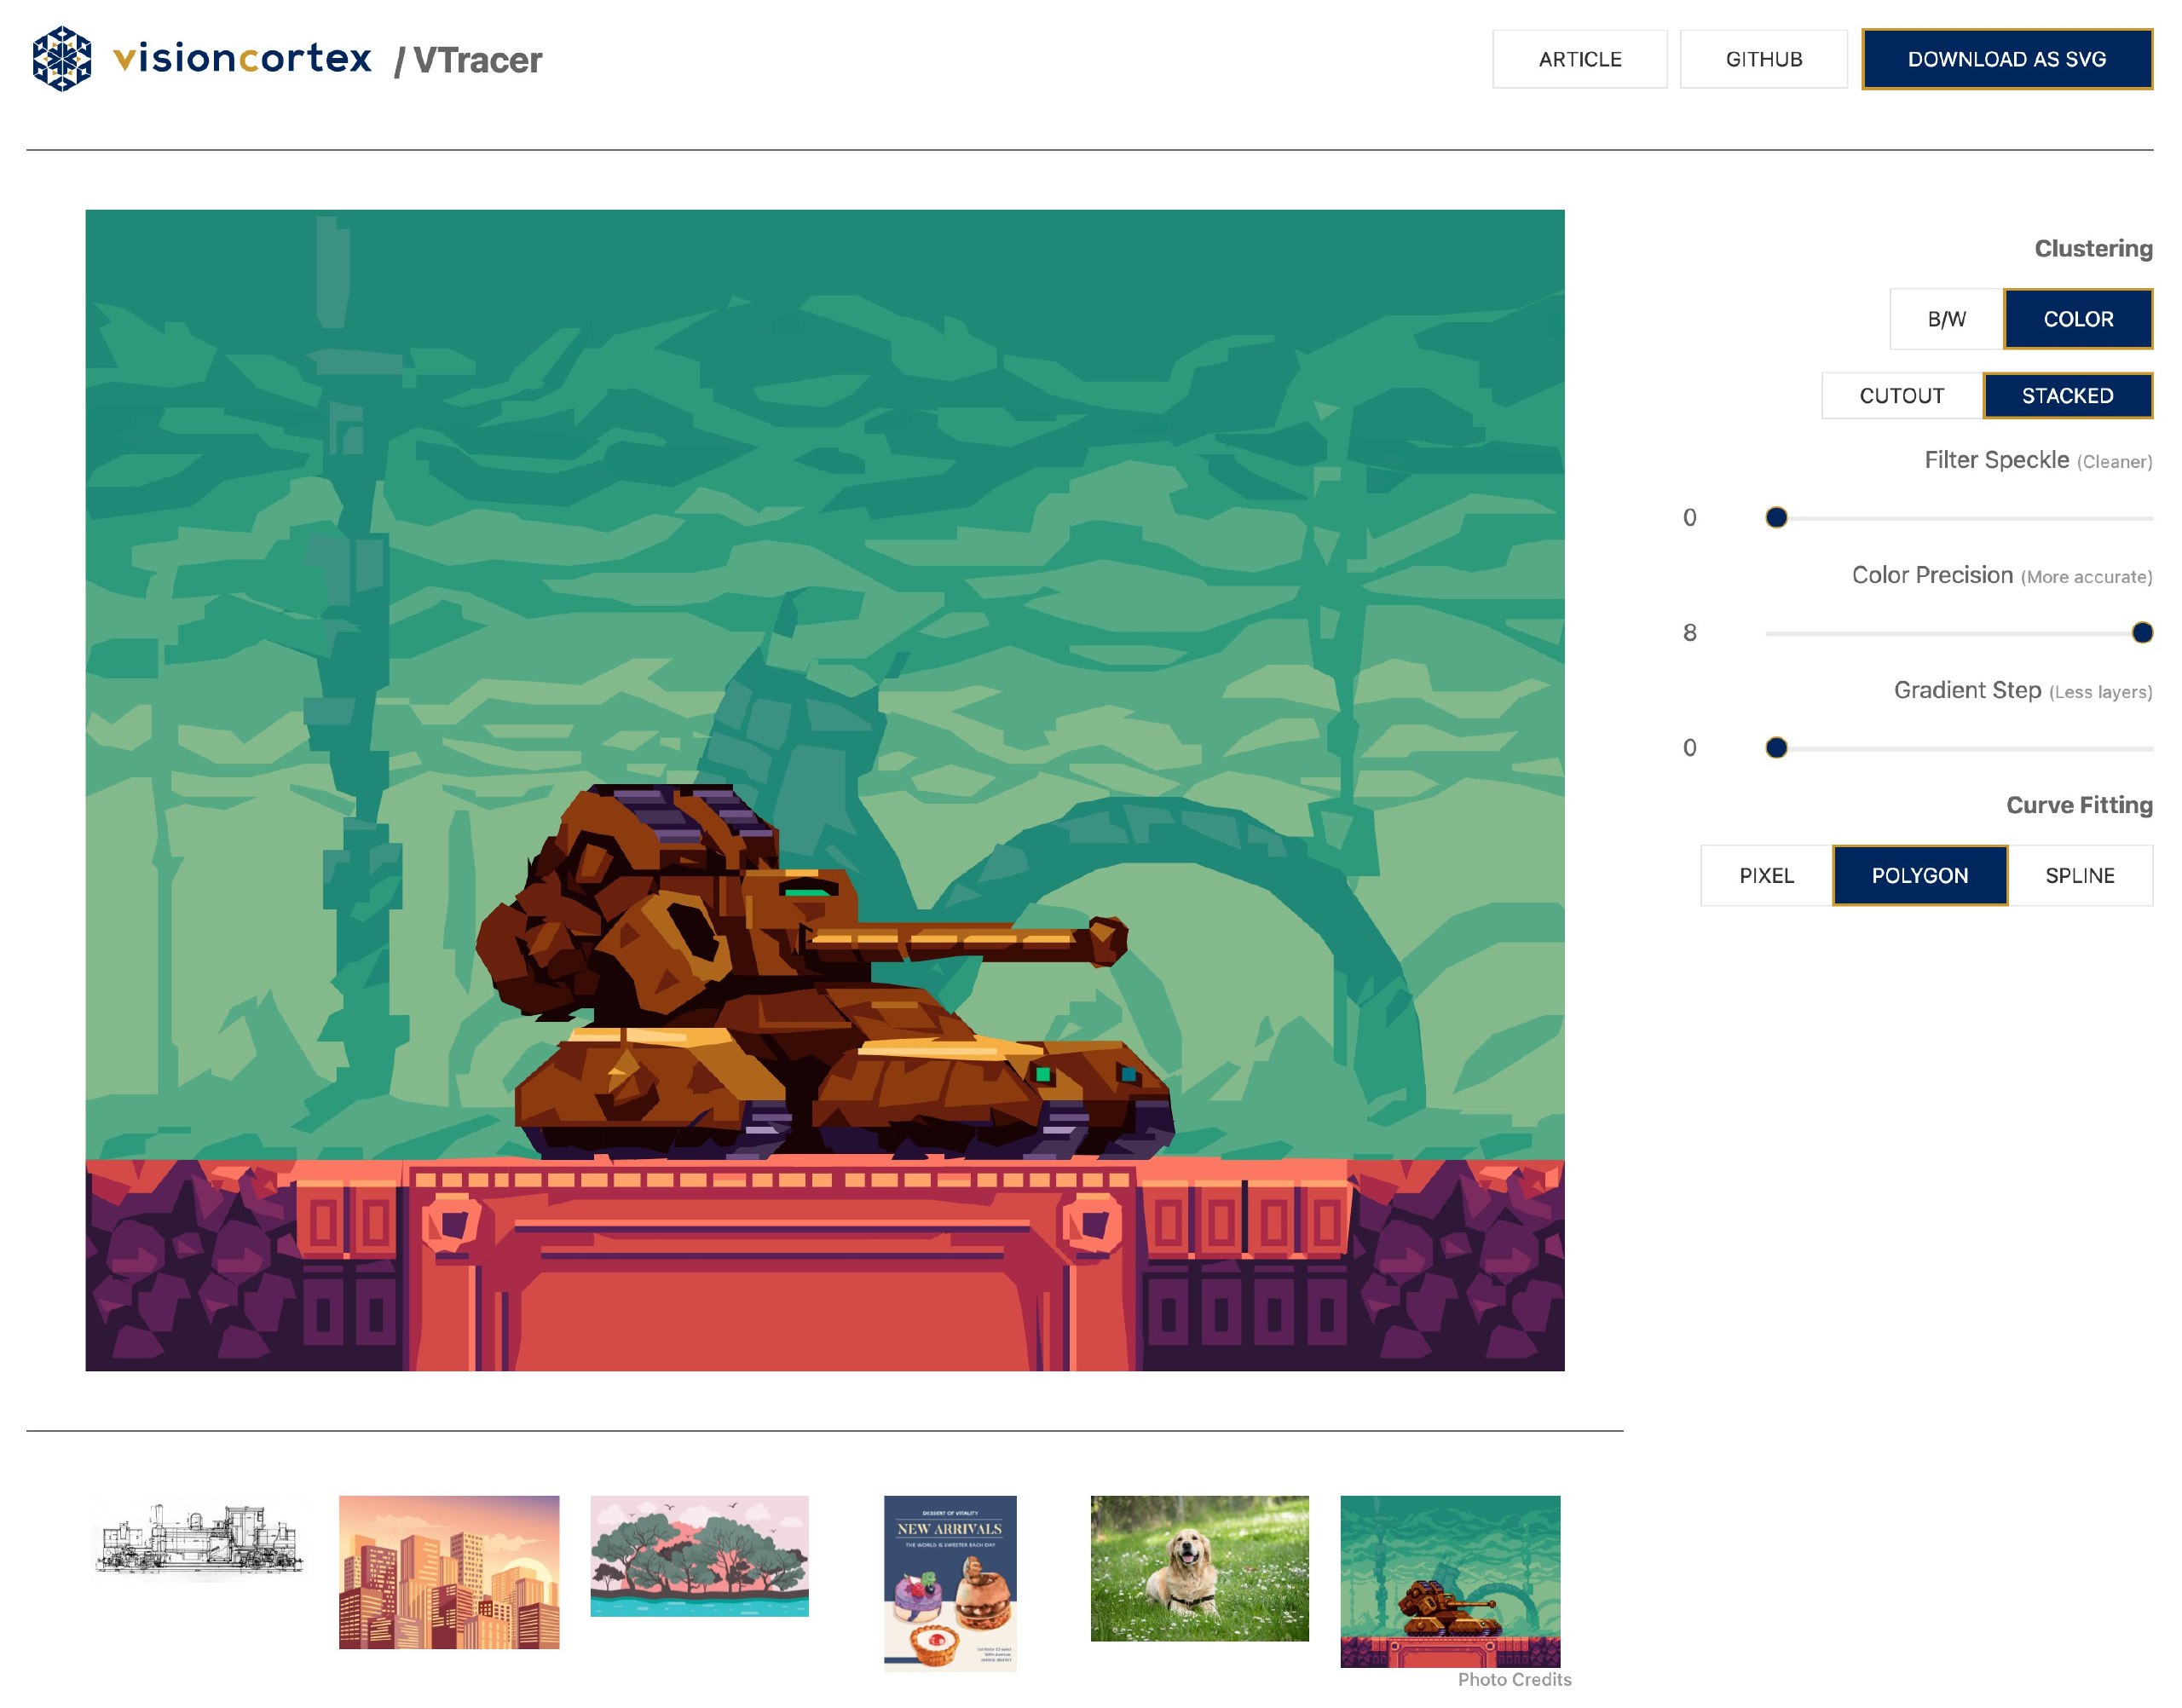 visioncortex / VTracer
ARTICLE
GITHUB
DOWNLOAD AS SVG
Clustering
B/W
COLOR
CUTOUT
STACKED
Filter Speckle (Cleaner)
0
Color Precision (More accurate)
8
Gradient Step (Less layers)
0
Curve Fitting
PIXEL
POLYGON
SPLINE
DESSERT OF VITALITY
NEW ARRIVALS
THE WORLD IS SWEETER EACH DAY
Photo Credits